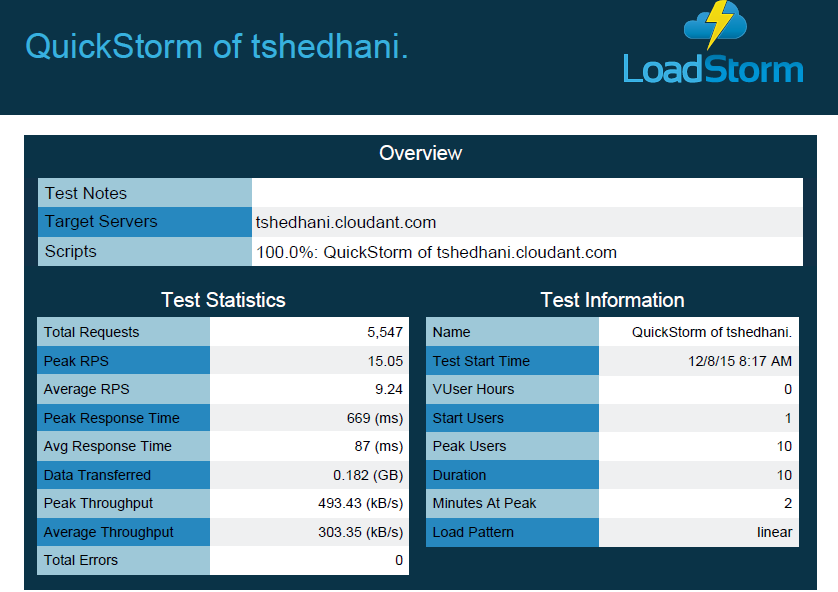 QuickStorm of tshedhani.
LoadStorm
Overview
Test Notes
Target Servers tshedhani.cloudant.com
Scripts 100.0%: QuickStorm of tshedhani.cloudant.com
Test Statistics
Total Requests 5,547
Peak RPS 15.05
Average RPS 9.24
Peak Response Time 669 (ms)
Avg Response Time 87 (ms)
Data Transferred 0.182 (GB)
Peak Throughput 493.43 (kB/s)
Average Throughput 303.35 (kB/s)
Total Errors 0
Test Information
Name QuickStorm of tshedhani.
Test Start Time 12/8/15 8:17 AM
VUser Hours 0
Start Users 1
Peak Users 10
Duration 10
Minutes At Peak 2
Load Pattern linear